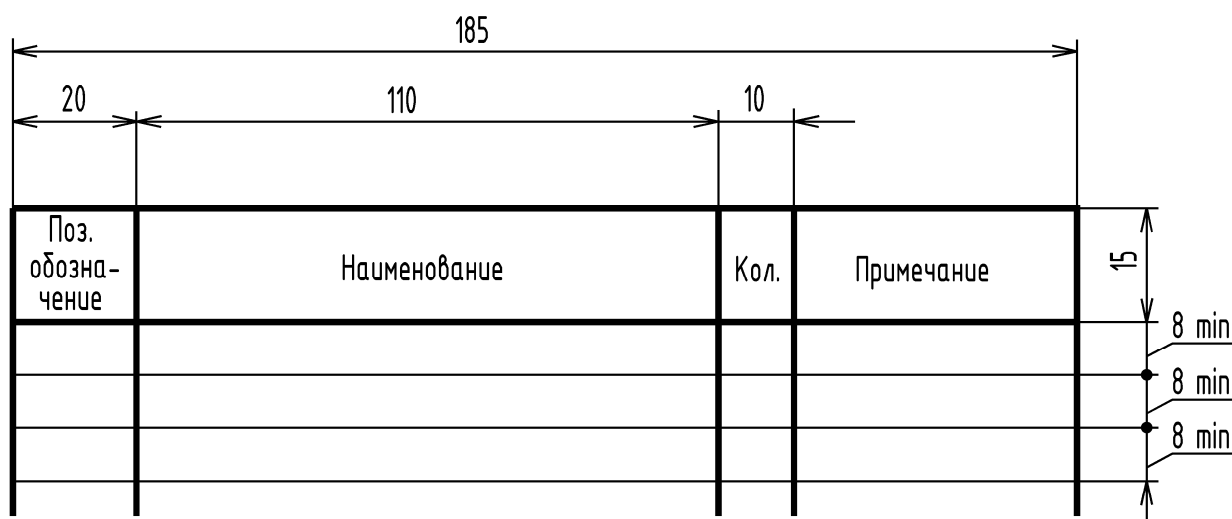 185
20 110 10
Поз.
обозна-
чение
Наименование
Кол.
Примечание
15
8 min
8 min
8 min